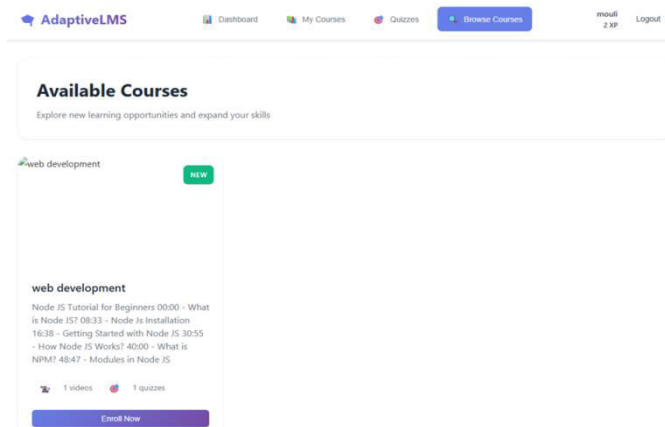 AdaptiveLMS
Dashboard
My Courses
Quizzes
Browse Courses
mouli
2 XP
Logout
Available Courses
Explore new learning opportunities and expand your skills
web development
NEW
web development
Node JS Tutorial for Beginners 00:00 - What
is Node JS? 08:33 - Node Js Installation
16:38 - Getting Started with Node JS 30:55
- How Node JS Works? 40:00 - What is
NPM? 48:47 - Modules in Node JS
1 videos
1 quizzes
Enroll Now